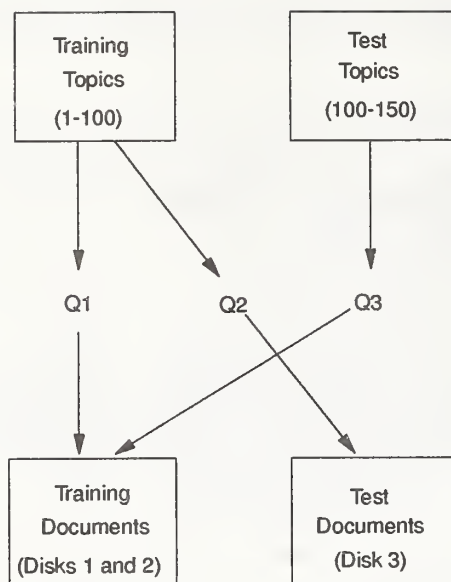 Training
Topics
(1-100)
Test
Topics
(100-150)
Q1
Q2
Q3
Training
Documents
(Disks 1 and 2)
Test
Documents
(Disk 3)